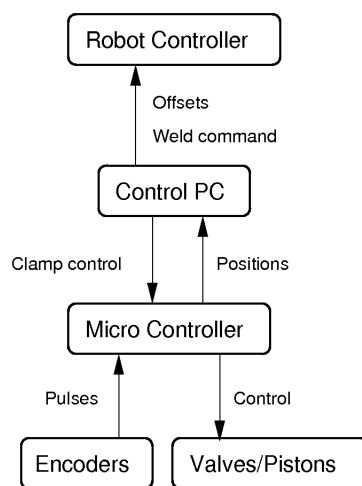 Robot Controller
Offsets
Weld command
Control PC
Clamp control
Positions
Micro Controller
Pulses
Control
Encoders
Valves/Pistons